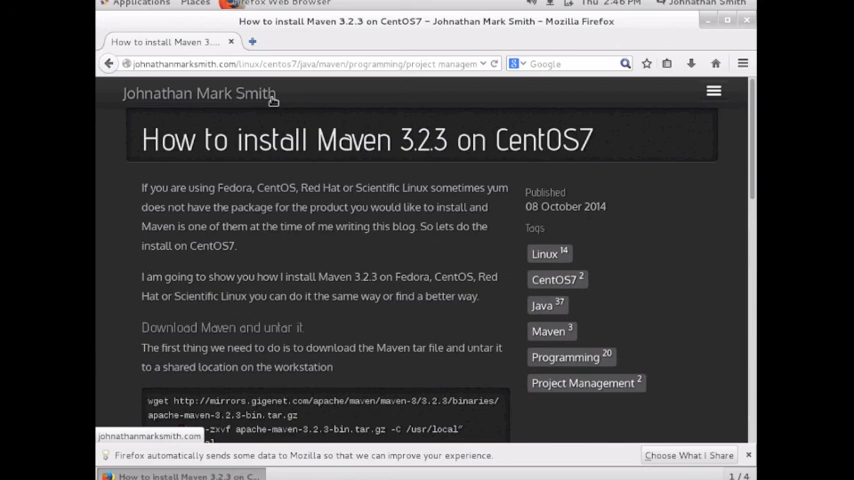 Applications Places Firefox Web Browser Thu 2:46 PM Johnathan Smith
How to install Maven 3.2.3 on CentOS7 – Johnathan Mark Smith - Mozilla Firefox
How to install Maven 3....
johnathanmarksmith.com/linux/centos7/java/maven/programming/project managem
Google
Johnathan Mark Smith
How to install Maven 3.2.3 on CentOS7
If you are using Fedora, CentOS, Red Hat or Scientific Linux sometimes yum
does not have the package for the product you would like to install and
Maven is one of them at the time of me writing this blog. So lets do the
install on CentOS7.
I am going to show you how I install Maven 3.2.3 on Fedora, CentOS, Red
Hat or Scientific Linux you can do it the same way or find a better way.
Download Maven and untar it
The first thing we need to do is to download the Maven tar file and untar it
to a shared location on the workstation
wget http://mirrors.gigenet.com/apache/maven/maven-3/3.2.3/binaries/
apache-maven-3.2.3-bin.tar.gz
-zxvf apache-maven-3.2.3-bin.tar.gz -C /usr/local"
Published
08 October 2014
Tags
Linux 14
CentOS7 2
Java 37
Maven 3
Programming 20
Project Management 2
johnathanmarksmith.com
Firefox automatically sends some data to Mozilla so that we can improve your experience.
Choose What I Share
How to install Maven 3.2.3 on C...
1 / 4